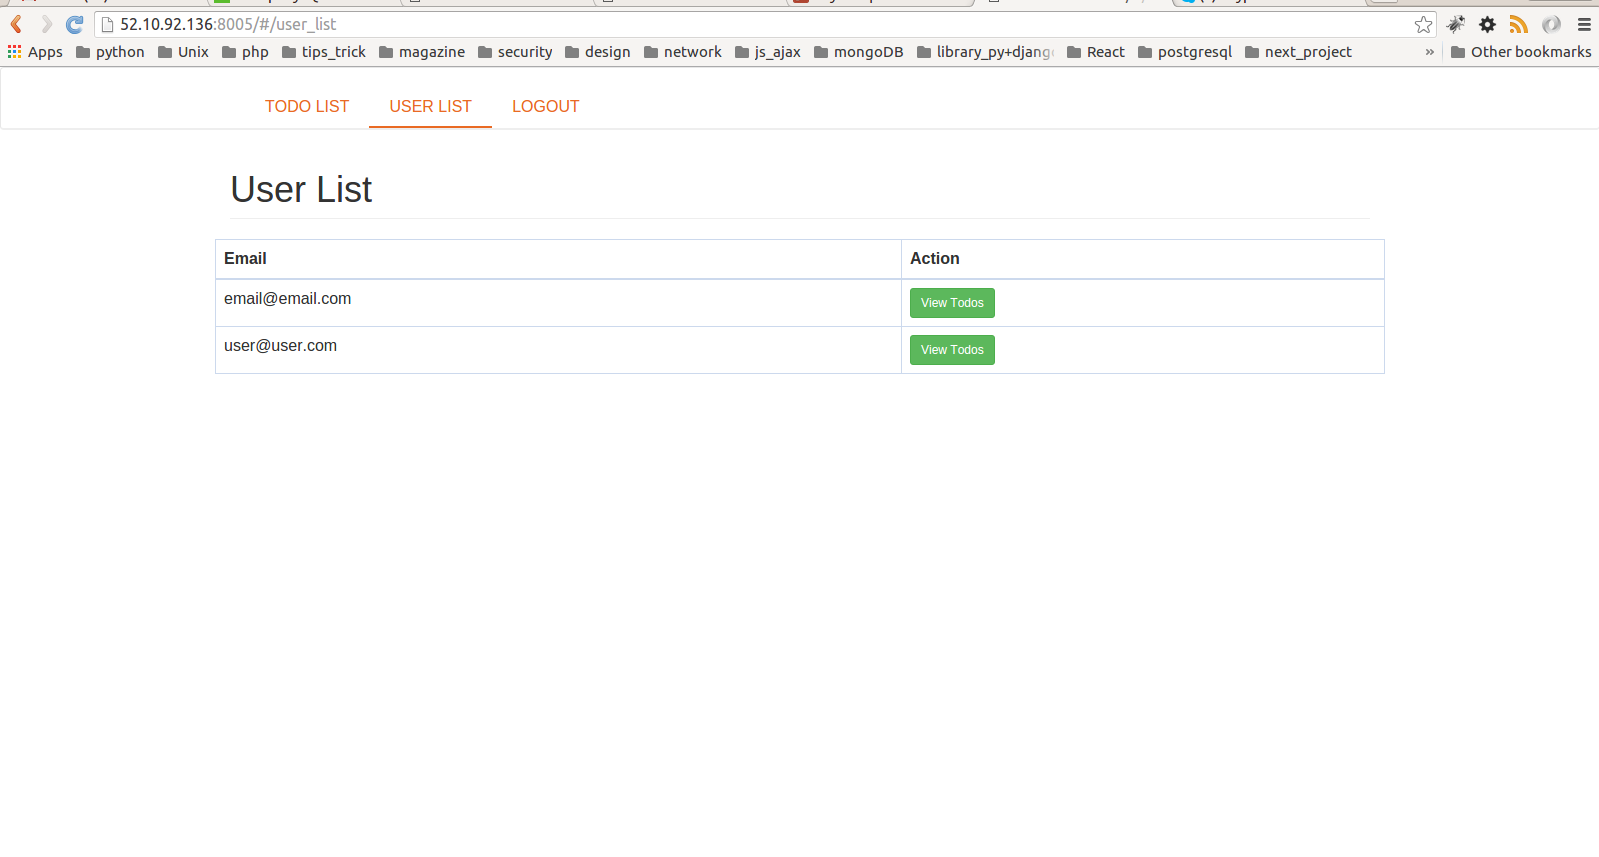 52.10.92.136:8005/#/user_list
Apps python Unix php tips_trick magazine security design network js_ajax mongoDB library_py+djang React postgresql next_project » Other bookmarks
TODO LIST USER LIST LOGOUT
User List
Email Action
email@email.com View Todos
user@user.com View Todos